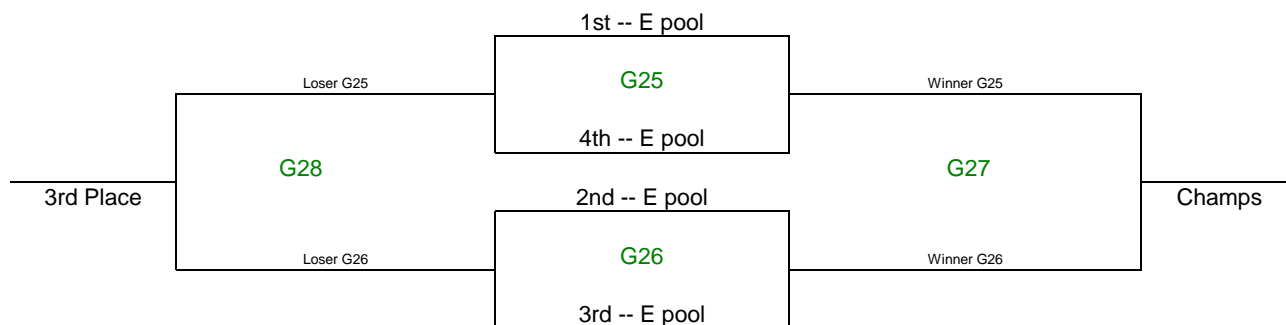 1st -- E pool
Loser G25
G25
Winner G25
4th -- E pool
G28
G27
3rd Place
2nd -- E pool
Champs
Loser G26
G26
Winner G26
3rd -- E pool